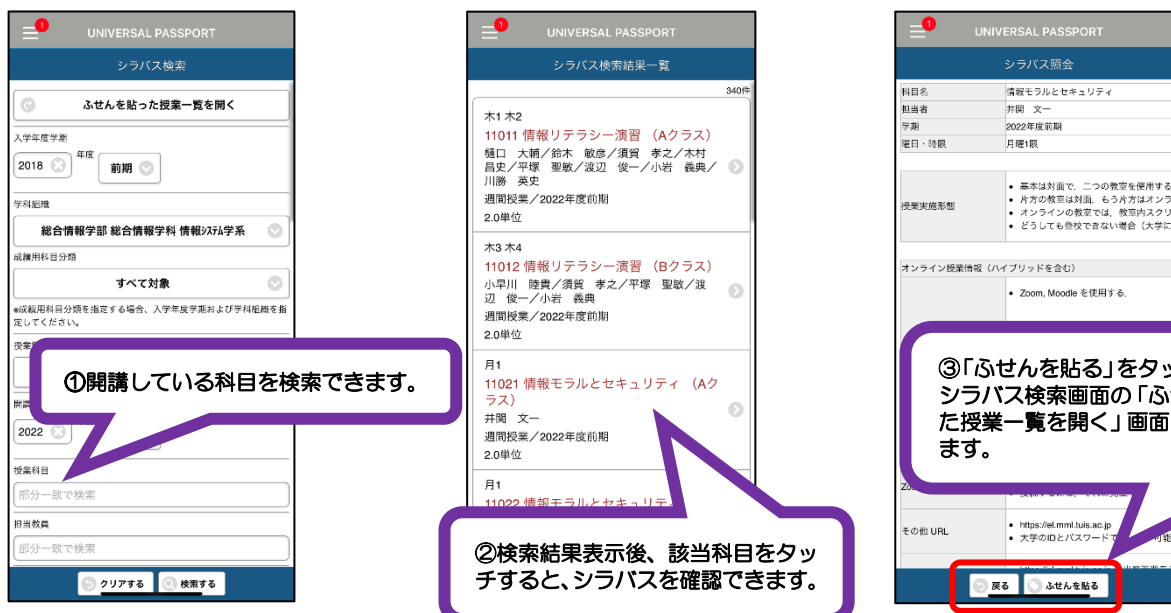 1
UNIVERSAL PASSPORT
シラバス検索
ふせんを貼った授業一覧を開く
入学年度学期
2018
年度
前期
学科組織
総合情報学部 総合情報学科 情報ｼｽﾃﾑ学系
成績用科目分類
すべて対象
※成績用科目分類を指定する場合、入学年度学期および学科組織を指
定してください。
①開講している科目を検索できます。
2022
授業科目
部分一致で検索
担当教員
部分一致で検索
クリアする
検索する
1
UNIVERSAL PASSPORT
シラバス検索結果一覧
340件
木1 木2
11011 情報リテラシー演習 （Aクラス）
樋口 大輔／鈴木 敏彦／須賀 孝之／木村
昌史／平塚 聖敏／渡辺 俊一／小岩 義典／
川勝 英史
週間授業／2022年度前期
2.0単位
木3 木4
11012 情報リテラシー演習 （Bクラス）
小早川 陸貴／須賀 孝之／平塚 聖敏／渡
辺 俊一／小岩 義典
週間授業／2022年度前期
2.0単位
月1
11021 情報モラルとセキュリティ （Aク
ラス）
井関 文一
週間授業／2022年度前期
2.0単位
月1
11022 情報モラルとセキュリテ
②検索結果表示後、該当科目をタッ
チすると、シラバスを確認できます。
1
UNIVERSAL PASSPORT
シラバス照会
科目名 情報モラルとセキュリティ
担当者 井関 文一
学期 2022年度前期
曜日・時限 月曜1限
授業実施形態
• 基本は対面で、二つの教室を使用する
• 片方の教室は対面、もう片方はオンラ
• オンラインの教室では、教室内スクリ
• どうしても登校できない場合（大学に
オンライン授業情報（ハイブリッドを含む）
• Zoom, Moodle を使用する.
③「ふせんを貼る」をタッ
シラバス検索画面の「ふ
た授業一覧を開く」画面
ます。
その他 URL
• https://el.mml.tuis.ac.jp
• 大学のIDとパスワードで
戻る
ふせんを貼る